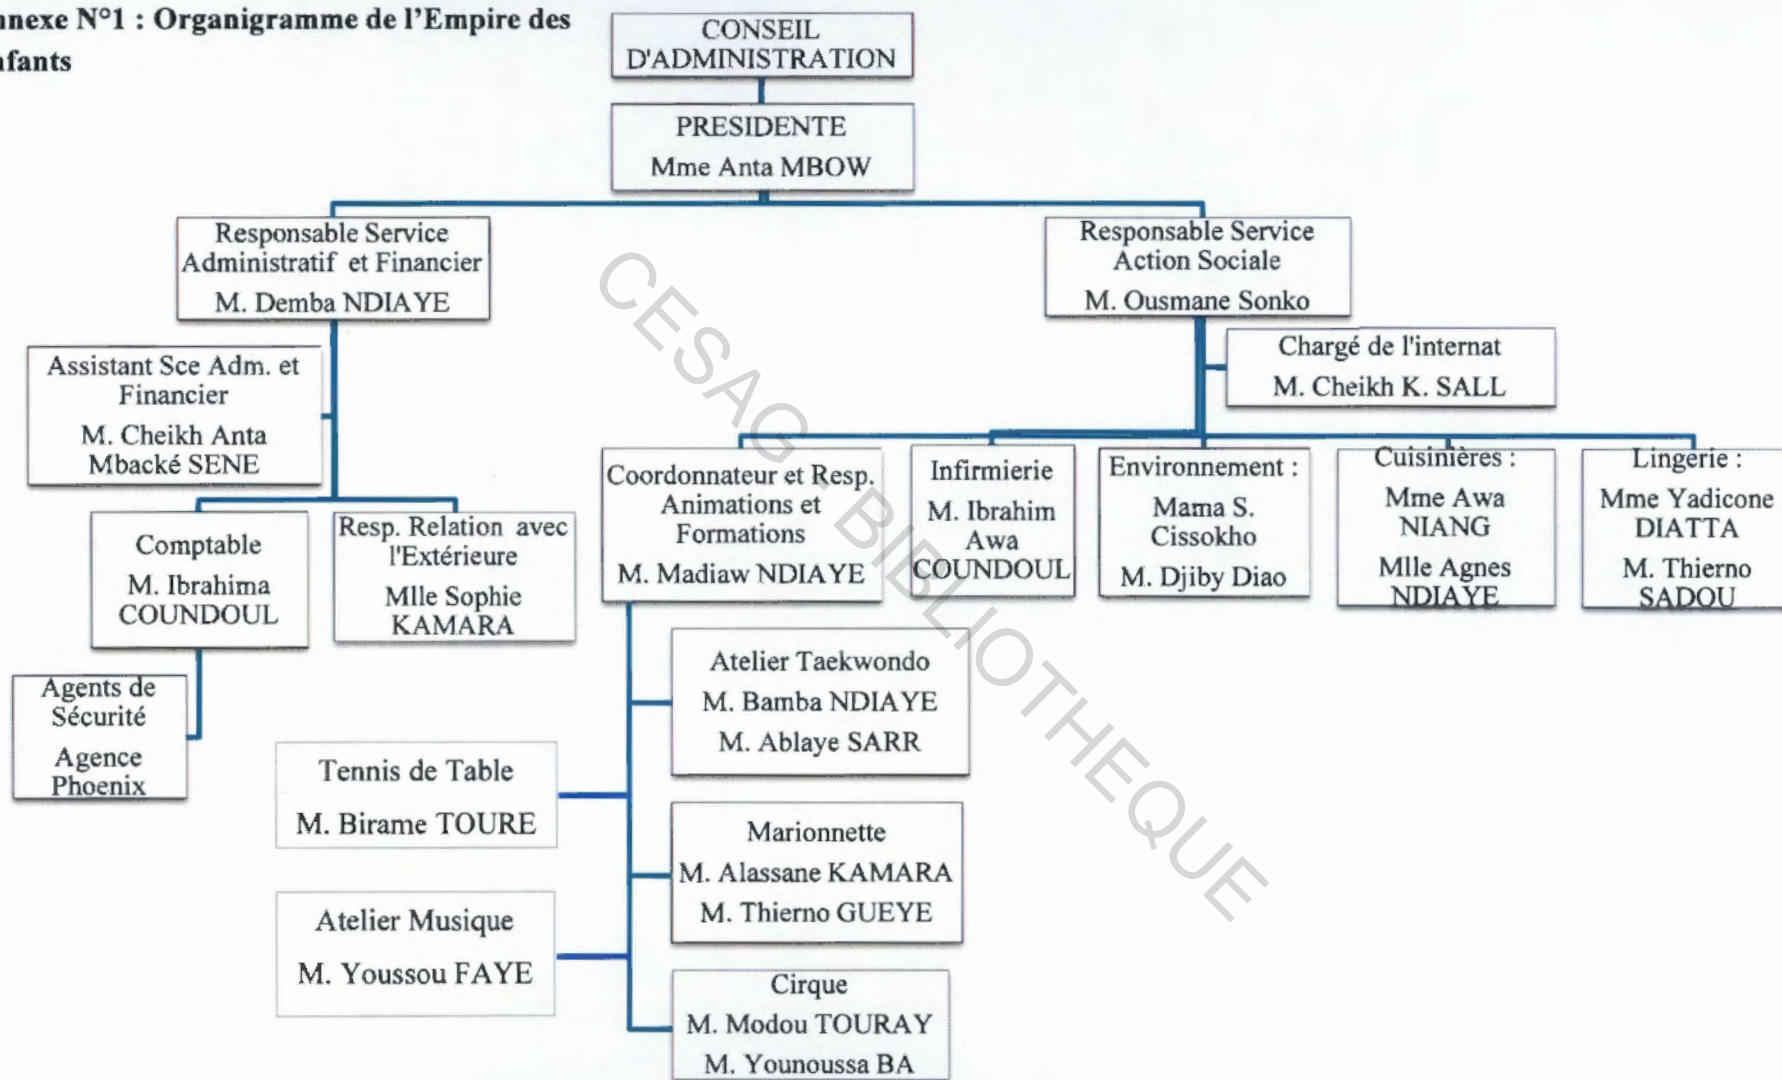 nnexe N°1 : Organigramme de l'Empire des
nfants
CONSEIL
D'ADMINISTRATION
PRESIDENTE
Mme Anta MBOW
Responsable Service
Administratif et Financier
M. Demba NDIAYE
Responsable Service
Action Sociale
M. Ousmane Sonko
Assistant Sce Adm. et
Financier
M. Cheikh Anta
Mbacké SENE
Chargé de l'internat
M. Cheikh K. SALL
Comptable
M. Ibrahima
COUNDOUL
Resp. Relation avec
l'Extérieure
Mlle Sophie
KAMARA
Coordonnateur et Resp.
Animations et
Formations
M. Madiaw NDIAYE
Infirmierie
M. Ibrahim
Awa
COUNDOUL
Environnement :
Mama S.
Cissokho
M. Djiby Diao
Cuisinières :
Mme Awa
NIANG
Mlle Agnes
NDIAYE
Lingerie :
Mme Yadicone
DIATTA
M. Thierno
SADOU
Agents de
Sécurité
Agence
Phoenix
Atelier Taekwondo
M. Bamba NDIAYE
M. Ablaye SARR
Tennis de Table
M. Birame TOURE
Marionnette
M. Alassane KAMARA
M. Thierno GUEYE
Atelier Musique
M. Youssou FAYE
Cirque
M. Modou TOURAY
M. Younoussa BA
CESAG - BIBLIOTHEQUE